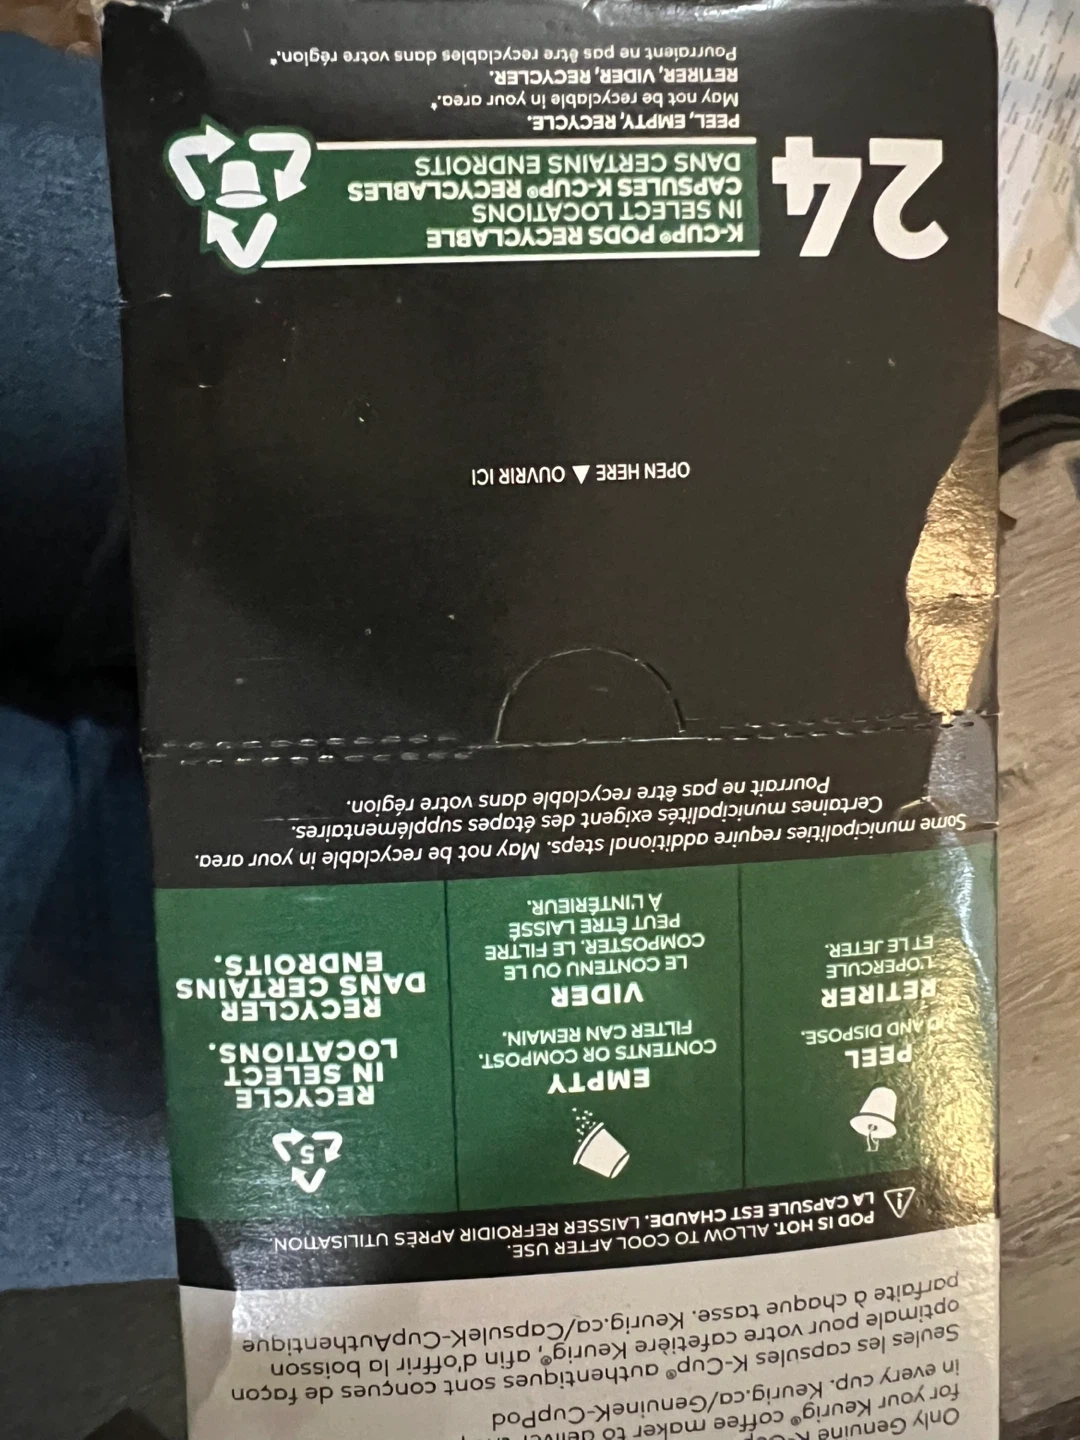 Only Genuine
for your Keurig® coffee maker to deliver
in every cup. Keurig.ca/GenuineK-CupPod
Seules les capsules K-Cup® authentiques sont conçues de façon
optimale pour votre cafetière Keurig®, afin d'offrir la boisson
parfaite à chaque tasse. Keurig.ca/CapsuleK-CupAuthentique
POD IS HOT. ALLOW TO COOL AFTER USE.
LA CAPSULE EST CHAUDE. LAISSER REFROIDIR APRÈS UTILISATION
PEEL
AND DISPOSE.
RETIRER
L'OPERCULE
ET LE JETER.
EMPTY
CONTENTS OR COMPOST.
FILTER CAN REMAIN.
VIDER
LE CONTENU OU LE
COMPOSTER. LE FILTRE
PEUT ÊTRE LAISSÉ
À L'INTÉRIEUR.
5
RECYCLE
IN SELECT
LOCATIONS.
RECYCLER
DANS CERTAINS
ENDROITS.
Some municipalities require additional steps. May not be recyclable in your area.
Certaines municipalités exigent des étapes supplémentaires.
Pourrait ne pas être recyclable dans votre région.
OPEN HERE ▲ OUVRIR ICI
24
K-CUP® PODS RECYCLABLE
IN SELECT LOCATIONS
CAPSULES K-CUP® RECYCLABLES
DANS CERTAINS ENDROITS
PEEL, EMPTY, RECYCLE.
May not be recyclable in your area.*
RETIRER, VIDER, RECYCLER.
Pourraient ne pas être recyclables dans votre région.*